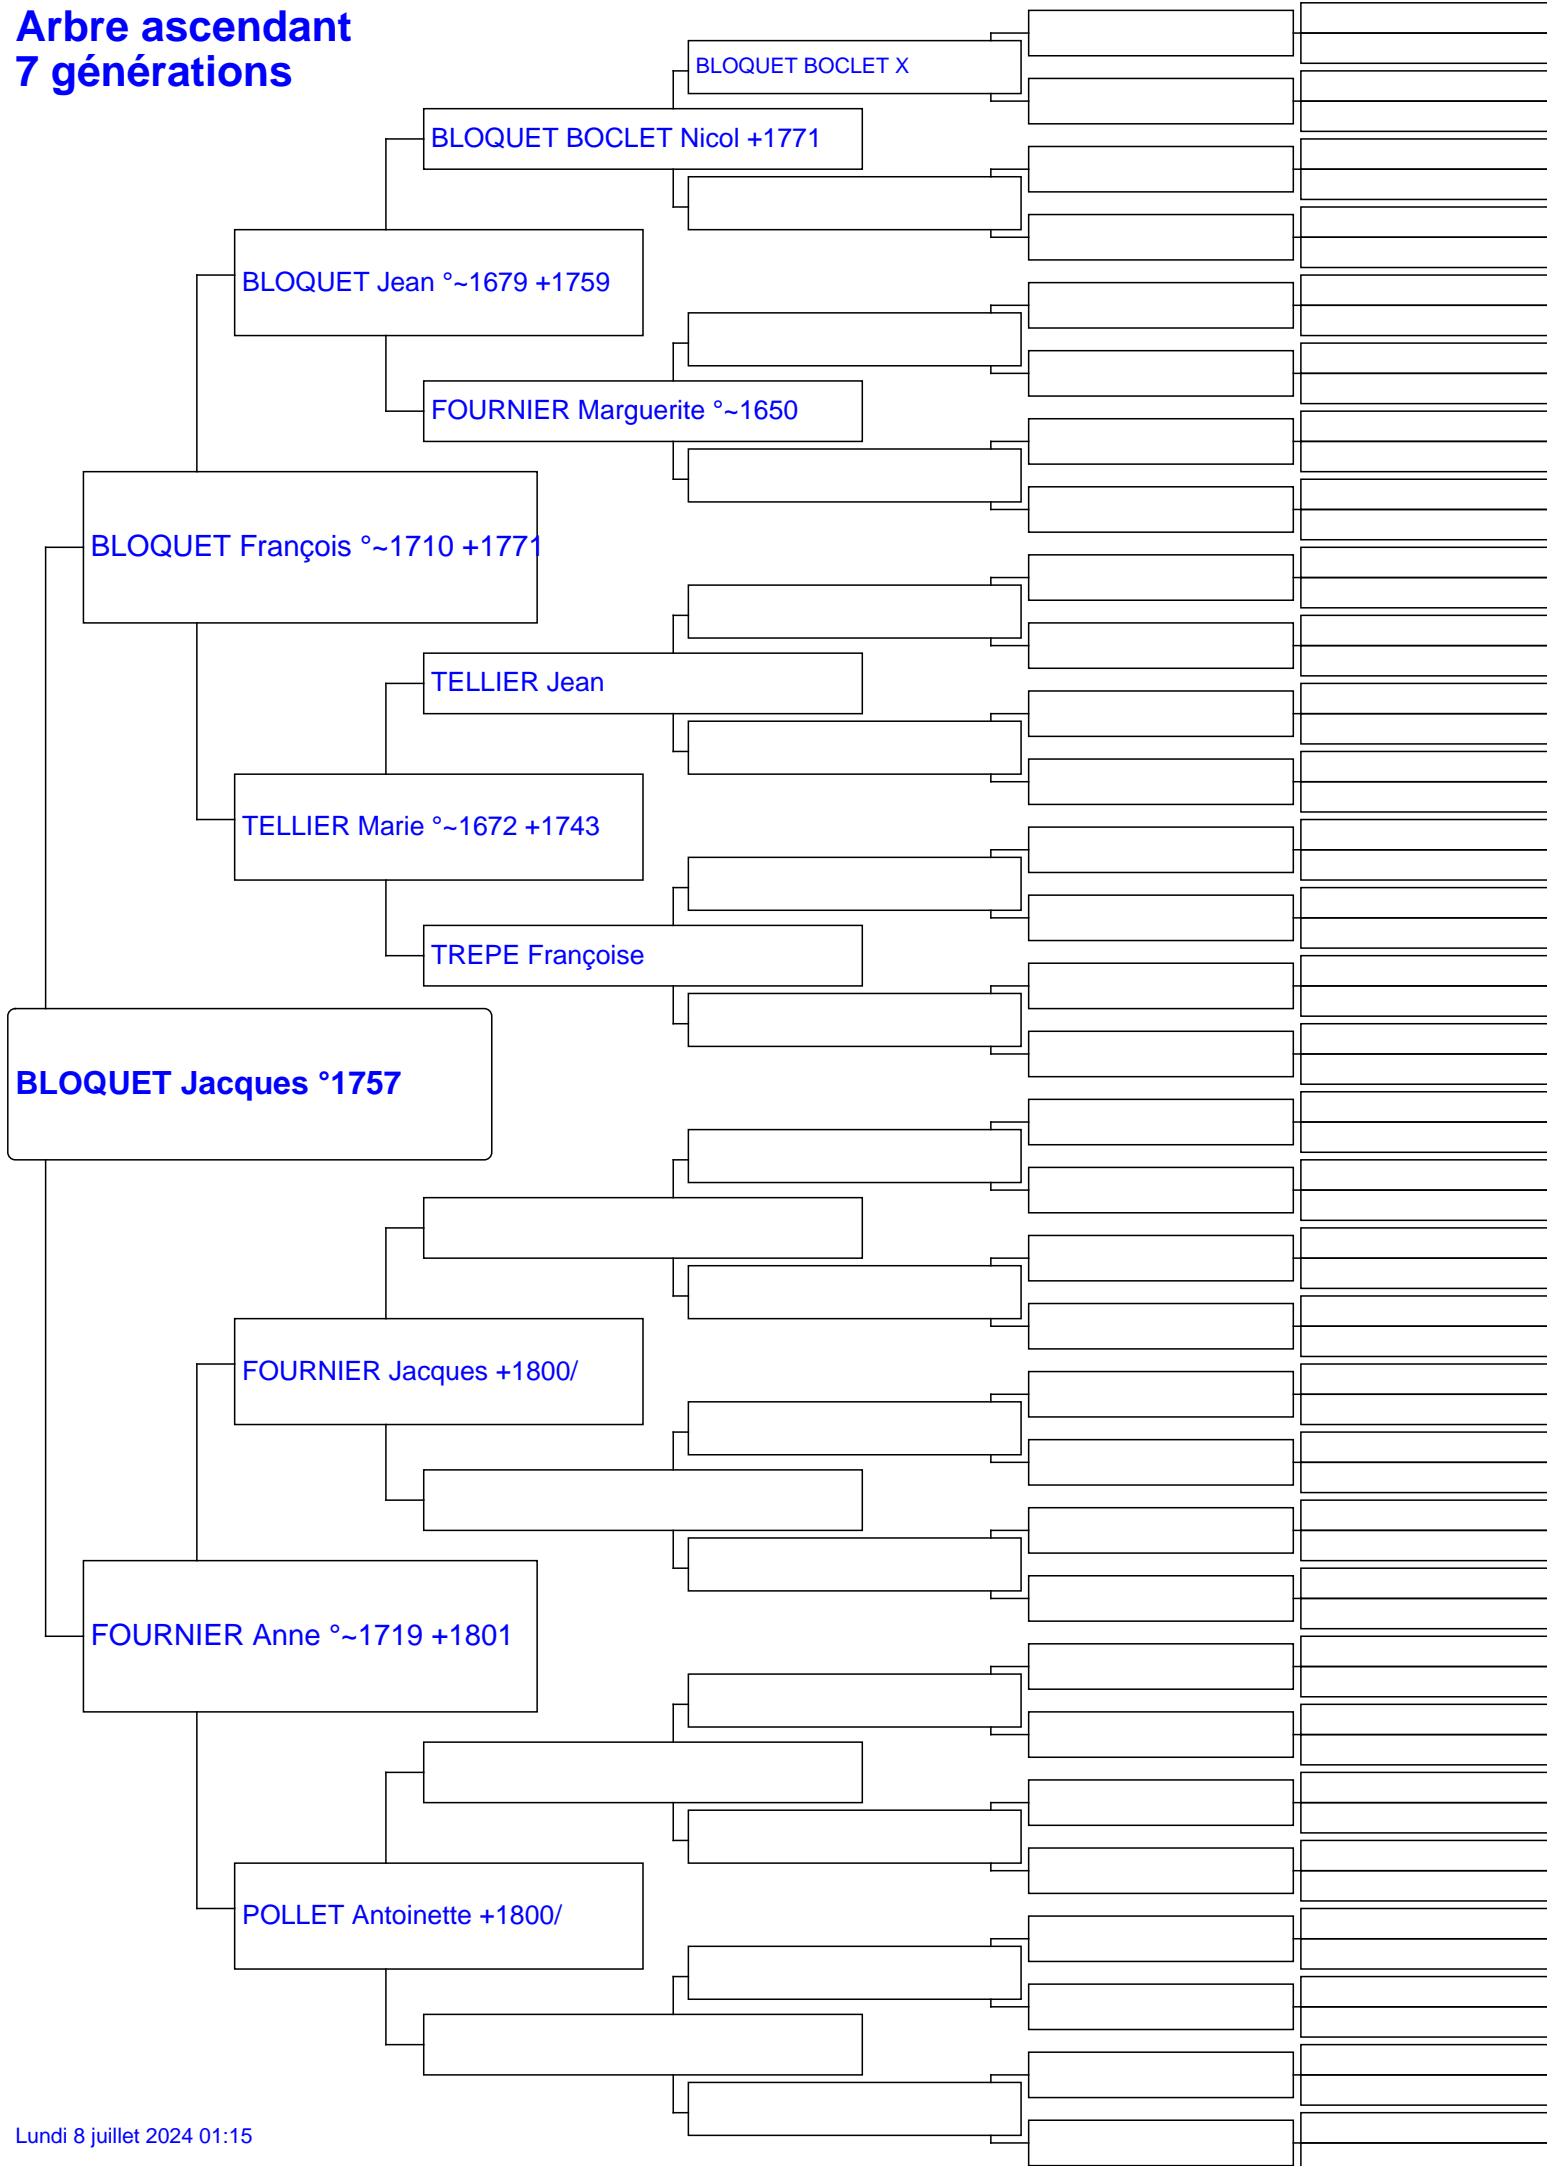 Arbre ascendant
7 générations
BLOQUET BOCLET X
BLOQUET BOCLET Nicol +1771
BLOQUET Jean °~1679 +1759
FOURNIER Marguerite °~1650
BLOQUET François °~1710 +1771
TELLIER Jean
TELLIER Marie °~1672 +1743
TREPE Françoise
BLOQUET Jacques °1757
FOURNIER Jacques +1800/
FOURNIER Anne °~1719 +1801
POLLET Antoinette +1800/
Lundi 8 juillet 2024 01:15